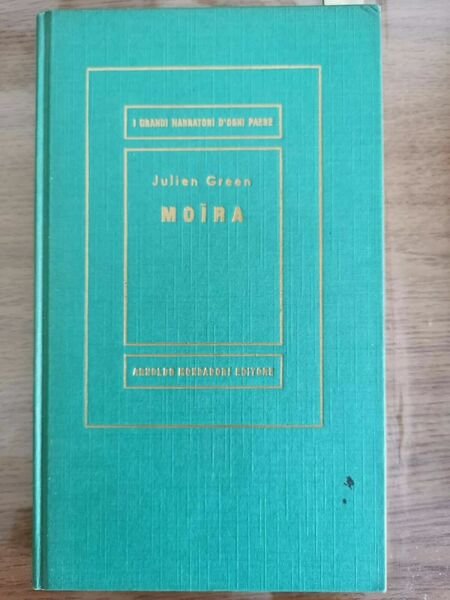 I GRANDI NARRATORI D'OGNI PAESE
Julien Green
MOÏRA
ARNOLDO MONDADORI EDITORE